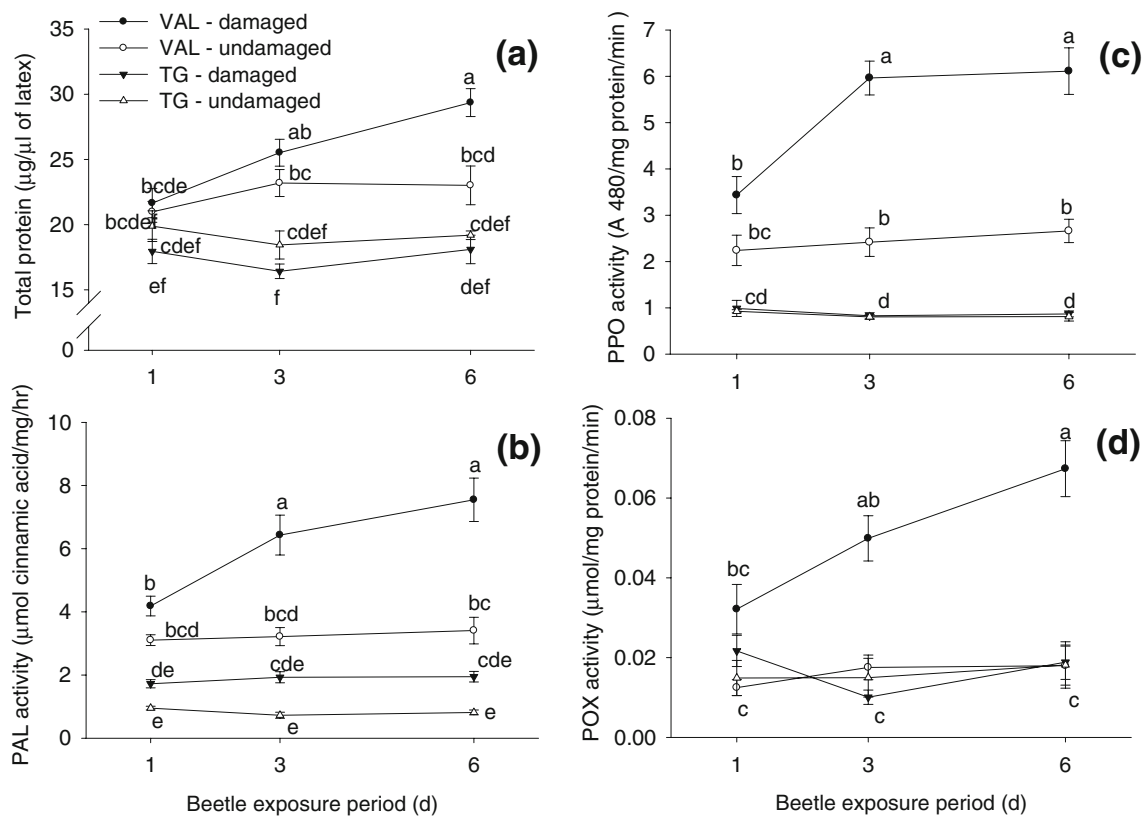 VAL - damaged
VAL - undamaged
TG - damaged
TG - undamaged
(a)
Total protein (µg/µl of latex)
35
30
25
20
15
0
a
ab
bcd
bcde
bc
bcdef
cdef
cdef
cdef
ef
f
def
1 3 6
(b)
PAL activity (µmol cinnamic acid/mg/hr)
10
8
6
4
2
0
a
a
b
bc
bcd
bcd
de
cde
cde
e
e
e
1 3 6
Beetle exposure period (d)
(c)
PPO activity (A 480/mg protein/min)
7
6
5
4
3
2
1
0
a
a
b
b
b
bc
cd
d
d
1 3 6
(d)
POX activity (µmol/mg protein/min)
0.08
0.06
0.04
0.02
0.00
a
ab
bc
c
c
c
1 3 6
Beetle exposure period (d)